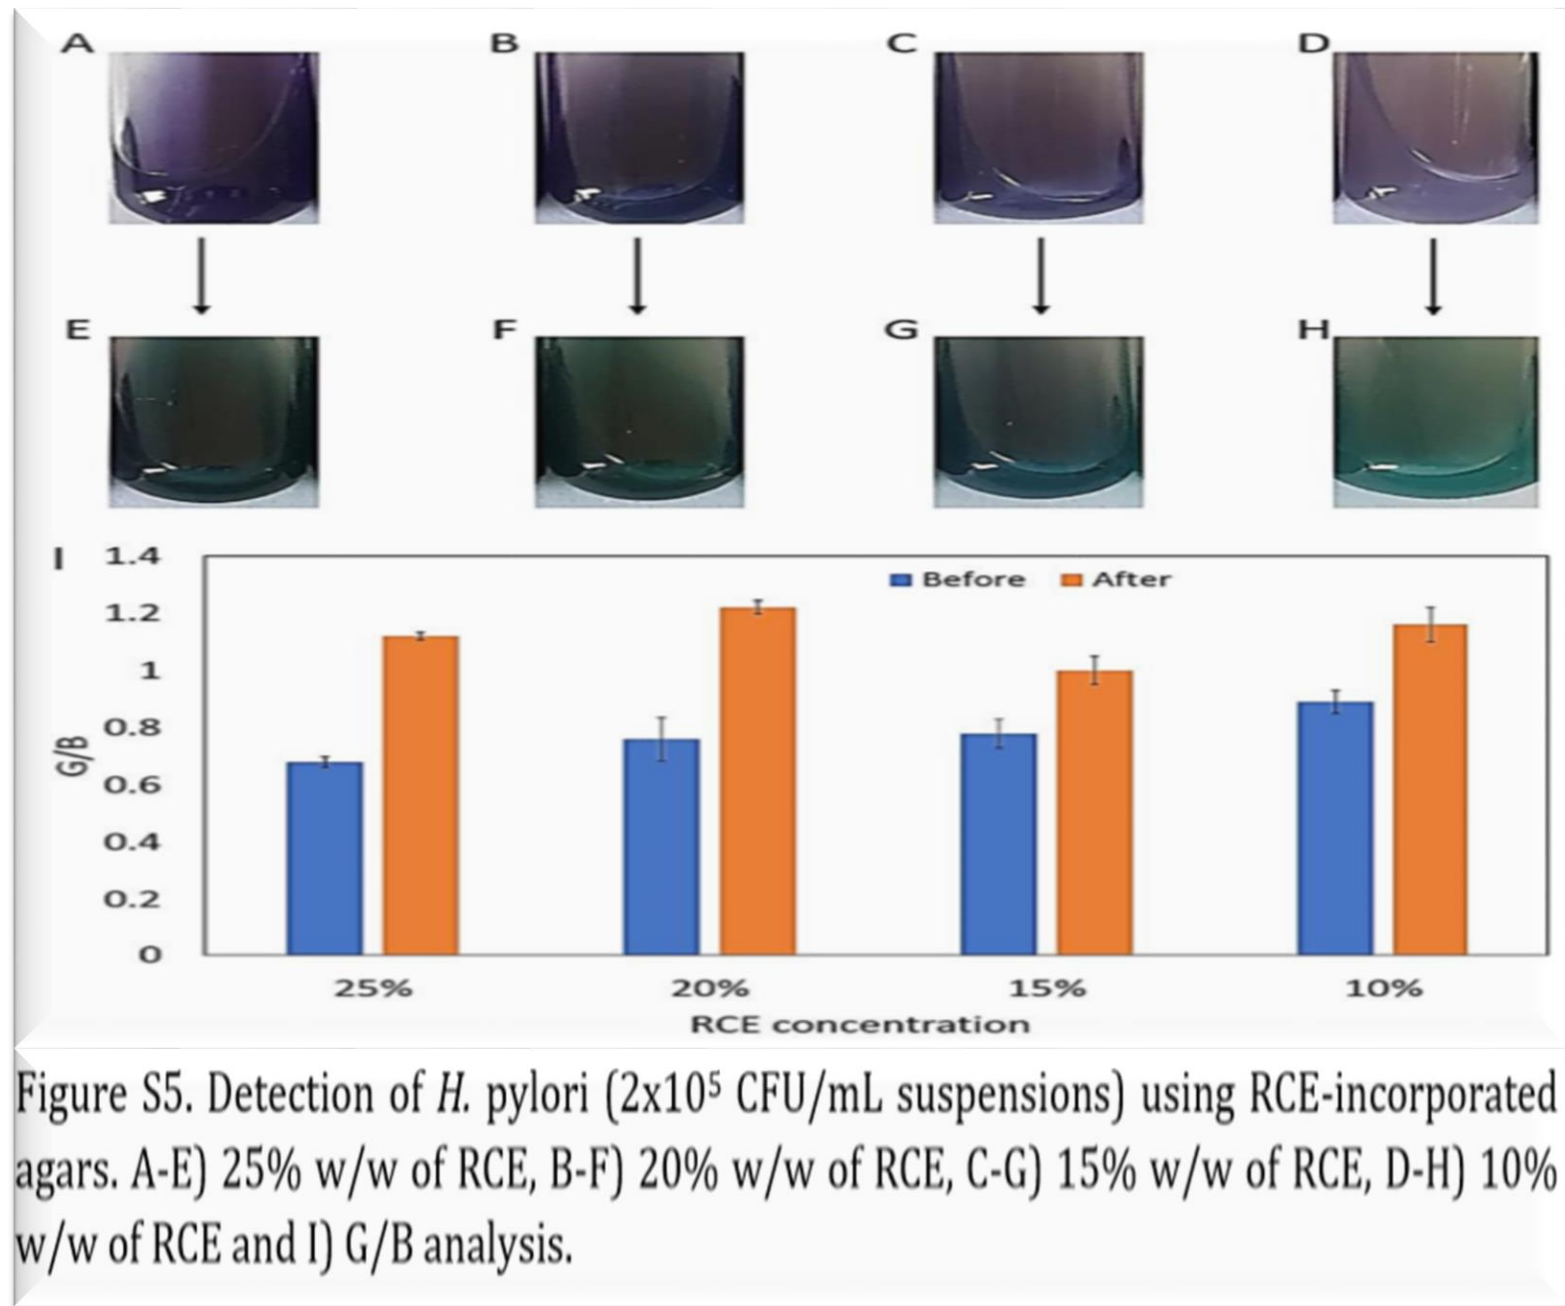 A B C D
E F G H
I
1.4
Before After
1.2
1
0.8
G/B
0.6
0.4
0.2
0
25% 20% 15% 10%
RCE concentration
Figure S5. Detection of H. pylori (2x10⁵ CFU/mL suspensions) using RCE-incorporated
agars. A-E) 25% w/w of RCE, B-F) 20% w/w of RCE, C-G) 15% w/w of RCE, D-H) 10%
w/w of RCE and I) G/B analysis.